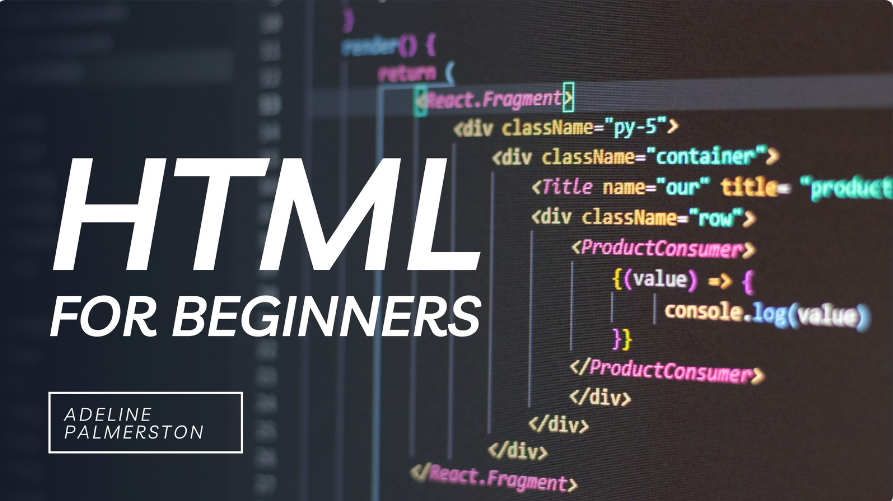 HTML
FOR BEGINNERS
ADELINE
PALMERSTON
}
render() {
return (
<React.Fragment>
<div className="py-5">
<div className="container">
<Title name="our" title= "product
<div className="row">
<ProductConsumer>
{(value) => {
console.log(value)
}}
</ProductConsumer>
</div>
</div>
</div>
</React.Fragment>